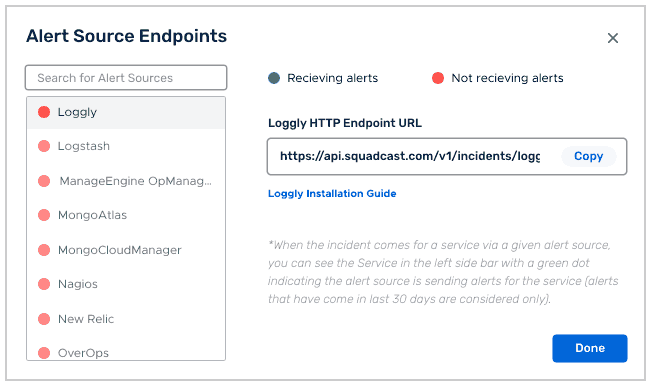 Alert Source Endpoints
Search for Alert Sources
Recieving alerts
Not recieving alerts
Loggly
Logstash
ManageEngine OpManag...
MongoAtlas
MongoCloudManager
Nagios
New Relic
OverOps
Loggly HTTP Endpoint URL
https://api.squadcast.com/v1/incidents/logg
Copy
Loggly Installation Guide
*When the incident comes for a service via a given alert source,
you can see the Service in the left side bar with a green dot
indicating the alert source is sending alerts for the service (alerts
that have come in last 30 days are considered only).
Done